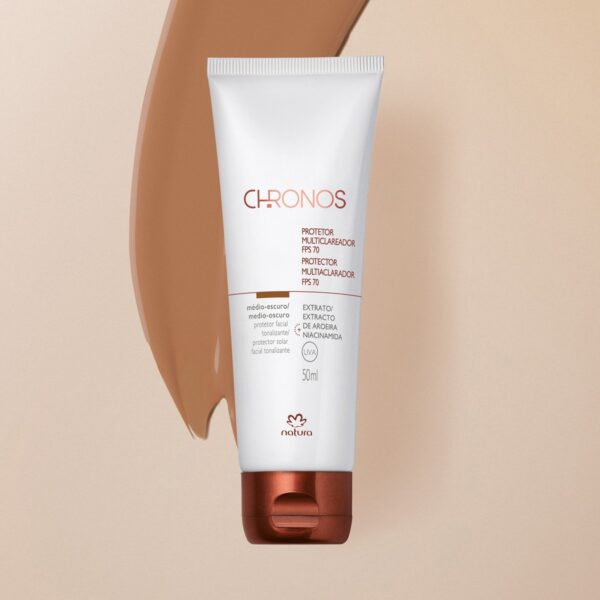 CHRONOS
PROTETOR
MULTICLAREADOR
FPS 70
PROTECTOR
MULTIACLARADOR
FPS 70
médio-escuro/
medio-oscuro
protetor facial
tonalizante/
protector solar
facial tonalizante
EXTRATO/
EXTRACTO
DE AROEIRA
+ NIACINAMIDA
UVA
50ml
natura